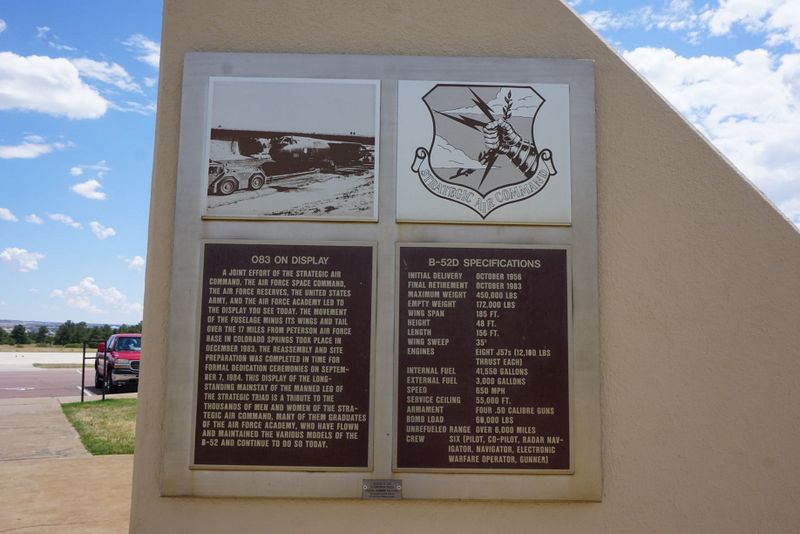 STRATEGIC AIR COMMAND
083 ON DISPLAY
A JOINT EFFORT OF THE STRATEGIC AIR
COMMAND, THE AIR FORCE SPACE COMMAND,
THE AIR FORCE RESERVES, THE UNITED STATES
ARMY, AND THE AIR FORCE ACADEMY LED TO
THE DISPLAY YOU SEE TODAY. THE MOVEMENT
OF THE FUSELAGE MINUS ITS WINGS AND TAIL
OVER THE 17 MILES FROM PETERSON AIR FORCE
BASE IN COLORADO SPRINGS TOOK PLACE IN
DECEMBER 1983. THE REASSEMBLY AND SITE
PREPARATION WAS COMPLETED IN TIME FOR
FORMAL DEDICATION CEREMONIES ON SEPTEM-
BER 7, 1984. THIS DISPLAY OF THE LONG-
STANDING MAINSTAY OF THE MANNED LEG OF
THE STRATEGIC TRIAD IS A TRIBUTE TO THE
THOUSANDS OF MEN AND WOMEN OF THE STRA-
TEGIC AIR COMMAND, MANY OF THEM GRADUATES
OF THE AIR FORCE ACADEMY, WHO HAVE FLOWN
AND MAINTAINED THE VARIOUS MODELS OF THE
B-52 AND CONTINUE TO DO SO TODAY.
B-52D SPECIFICATIONS
INITIAL DELIVERY OCTOBER 1956
FINAL RETIREMENT OCTOBER 1983
MAXIMUM WEIGHT 450,000 LBS
EMPTY WEIGHT 172,000 LBS
WING SPAN 185 FT.
HEIGHT 48 FT.
LENGTH 156 FT.
WING SWEEP 35°
ENGINES EIGHT J57s (12,100 LBS
THRUST EACH)
INTERNAL FUEL 41,550 GALLONS
EXTERNAL FUEL 3,000 GALLONS
SPEED 650 MPH
SERVICE CEILING 55,000 FT.
ARMAMENT FOUR .50 CALIBRE GUNS
BOMB LOAD 60,000 LBS
UNREFUELED RANGE OVER 6,000 MILES
CREW SIX (PILOT, CO-PILOT, RADAR NAV-
IGATOR, NAVIGATOR, ELECTRONIC
WARFARE OPERATOR, GUNNER)